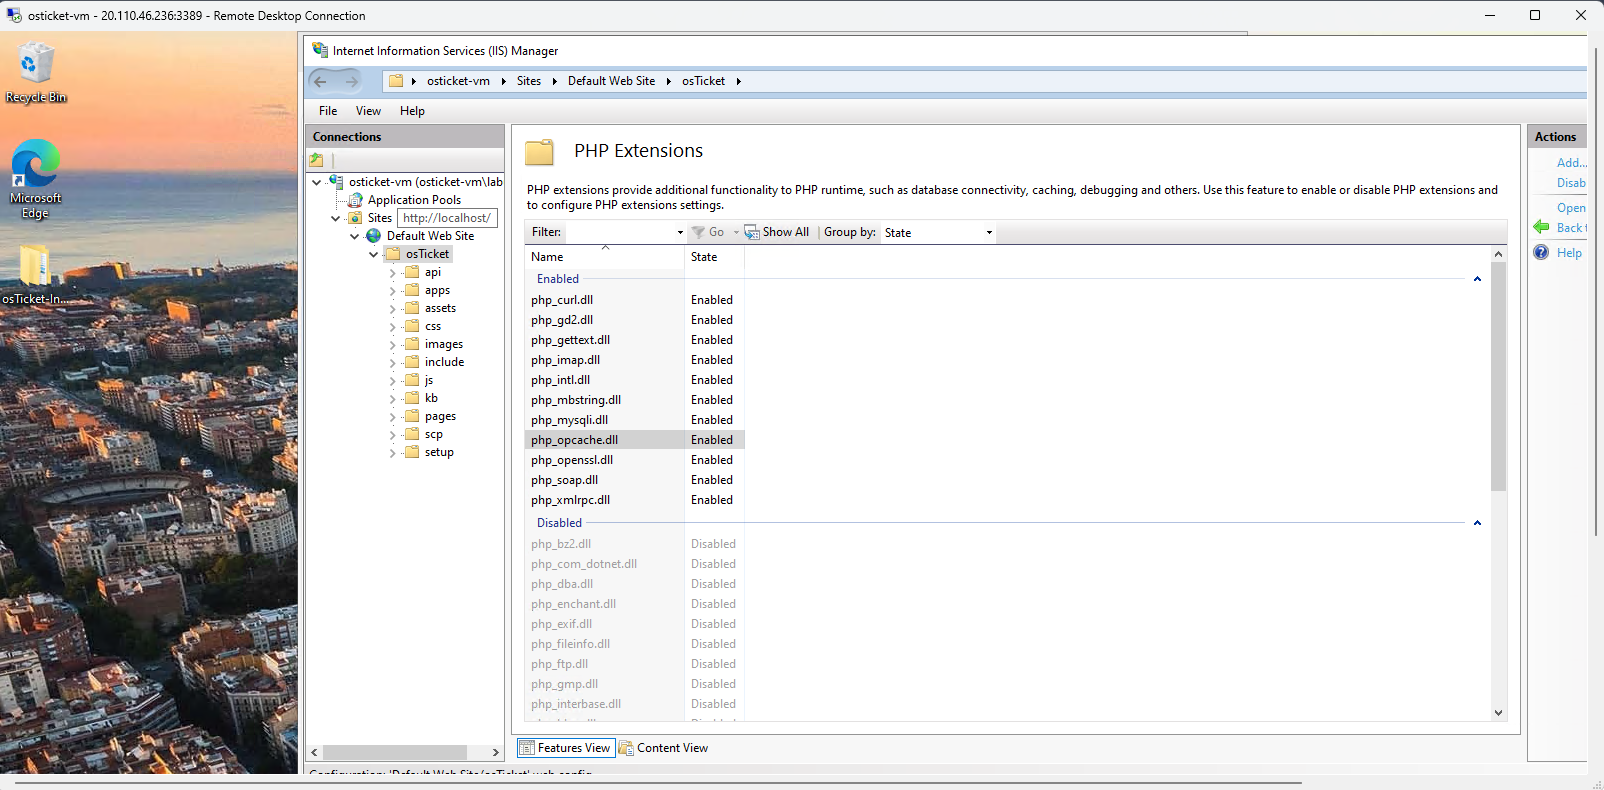 osticket-vm - 20.110.46.236:3389 - Remote Desktop Connection
Recycle Bin
Microsoft
Edge
osTicket-In...
Internet Information Services (IIS) Manager
osticket-vm Sites Default Web Site osTicket
File View Help
Connections
osticket-vm (osticket-vm\lab
Application Pools
Sites
http://localhost/
Default Web Site
osTicket
api
apps
assets
css
images
include
js
kb
pages
scp
setup
PHP Extensions
PHP extensions provide additional functionality to PHP runtime, such as database connectivity, caching, debugging and others. Use this feature to enable or disable PHP extensions and
to configure PHP extensions settings.
Filter: Go Show All Group by: State
Name State
Enabled
php_curl.dll Enabled
php_gd2.dll Enabled
php_gettext.dll Enabled
php_imap.dll Enabled
php_intl.dll Enabled
php_mbstring.dll Enabled
php_mysqli.dll Enabled
php_opcache.dll Enabled
php_openssl.dll Enabled
php_soap.dll Enabled
php_xmlrpc.dll Enabled
Disabled
php_bz2.dll Disabled
php_com_dotnet.dll Disabled
php_dba.dll Disabled
php_enchant.dll Disabled
php_exif.dll Disabled
php_fileinfo.dll Disabled
php_ftp.dll Disabled
php_gmp.dll Disabled
php_interbase.dll Disabled
Features View Content View
Configuration: 'Default Web Site/osTicket' web.config
Actions
Add...
Disab
Open
Back t
Help